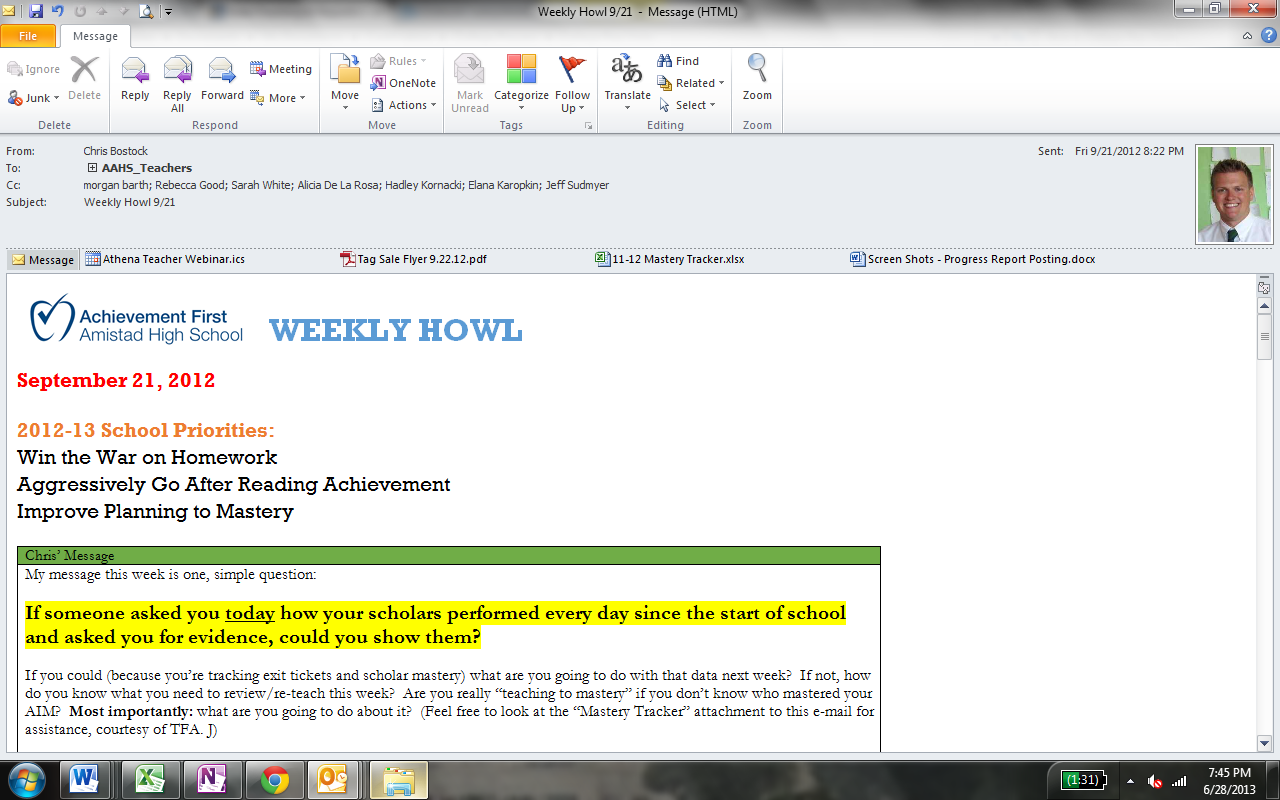 Weekly Howl 9/21 - Message (HTML)
File Message
Ignore Delete Reply Reply All Forward Meeting Move Rules OneNote Mark Unread Categorize Follow Up Translate Find Related Zoom
Junk More Actions Select
Delete Respond Move Tags Editing Zoom
From: Chris Bostock Sent: Fri 9/21/2012 8:22 PM
To: AAHS_Teachers
Cc: morgan barth; Rebecca Good; Sarah White; Alicia De La Rosa; Hadley Kornacki; Elana Karopkin; Jeff Sudmyer
Subject: Weekly Howl 9/21
Message Athena Teacher Webinar.ics Tag Sale Flyer 9.22.12.pdf 11-12 Mastery Tracker.xlsx Screen Shots - Progress Report Posting.docx
Achievement First
Amistad High School
WEEKLY HOWL
September 21, 2012
2012-13 School Priorities:
Win the War on Homework
Aggressively Go After Reading Achievement
Improve Planning to Mastery
Chris' Message
My message this week is one, simple question:
If someone asked you today how your scholars performed every day since the start of school
and asked you for evidence, could you show them?
If you could (because you're tracking exit tickets and scholar mastery) what are you going to do with that data next week? If not, how
do you know what you need to review/re-teach this week? Are you really “teaching to mastery” if you don't know who mastered your
AIM? Most importantly: what are you going to do about it? (Feel free to look at the “Mastery Tracker” attachment to this e-mail for
assistance, courtesy of TFA. J)
(1:31) 7:45 PM
6/28/2013